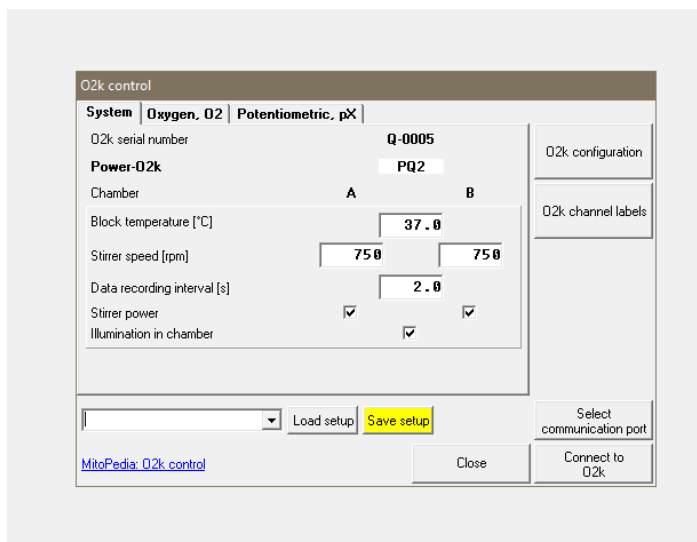 O2k control
System Oxygen, O2 Potentiometric, pX
O2k serial number Q-0005
Power-O2k PQ2
Chamber A B
Block temperature [°C] 37.0
Stirrer speed [rpm] 750 750
Data recording interval [s] 2.0
Stirrer power
Illumination in chamber
O2k configuration
O2k channel labels
Load setup Save setup
Select
communication port
MitoPedia: O2k control
Close
Connect to
O2k